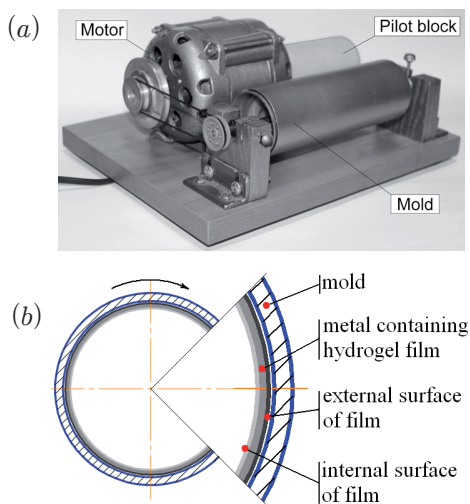 (a)
Motor
Pilot block
Mold
(b)
mold
metal containing
hydrogel film
external surface
of film
internal surface
of film